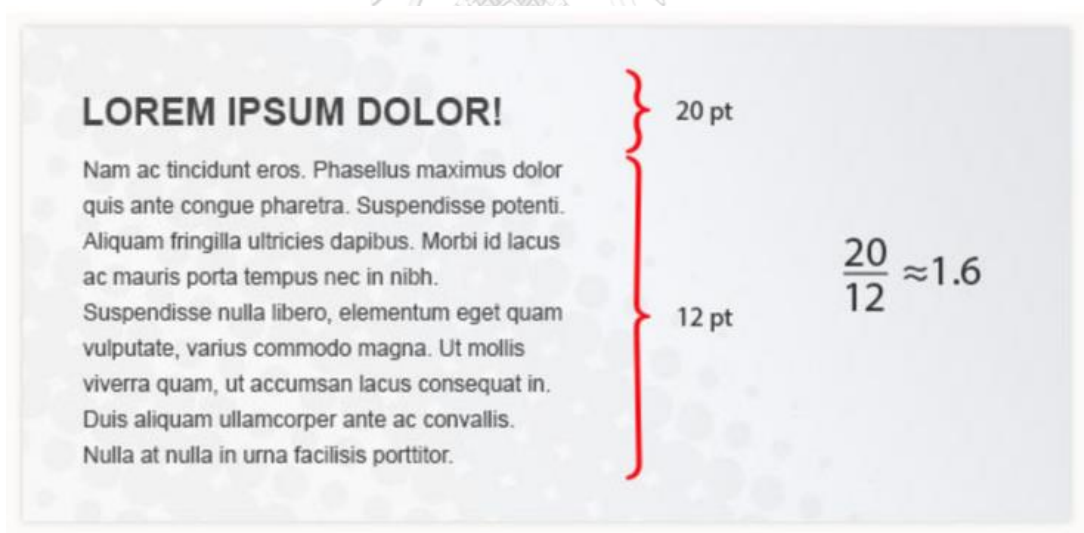 LOREM IPSUM DOLOR!
20 pt
Nam ac tincidunt eros. Phasellus maximus dolor
quis ante congue pharetra. Suspendisse potenti.
Aliquam fringilla ultricies dapibus. Morbi id lacus
ac mauris porta tempus nec in nibh.
Suspendisse nulla libero, elementum eget quam
vulputate, varius commodo magna. Ut mollis
viverra quam, ut accumsan lacus consequat in.
Duis aliquam ullamcorper ante ac convallis.
Nulla at nulla in urna facilisis porttitor.
12 pt
20
12
≈1.6